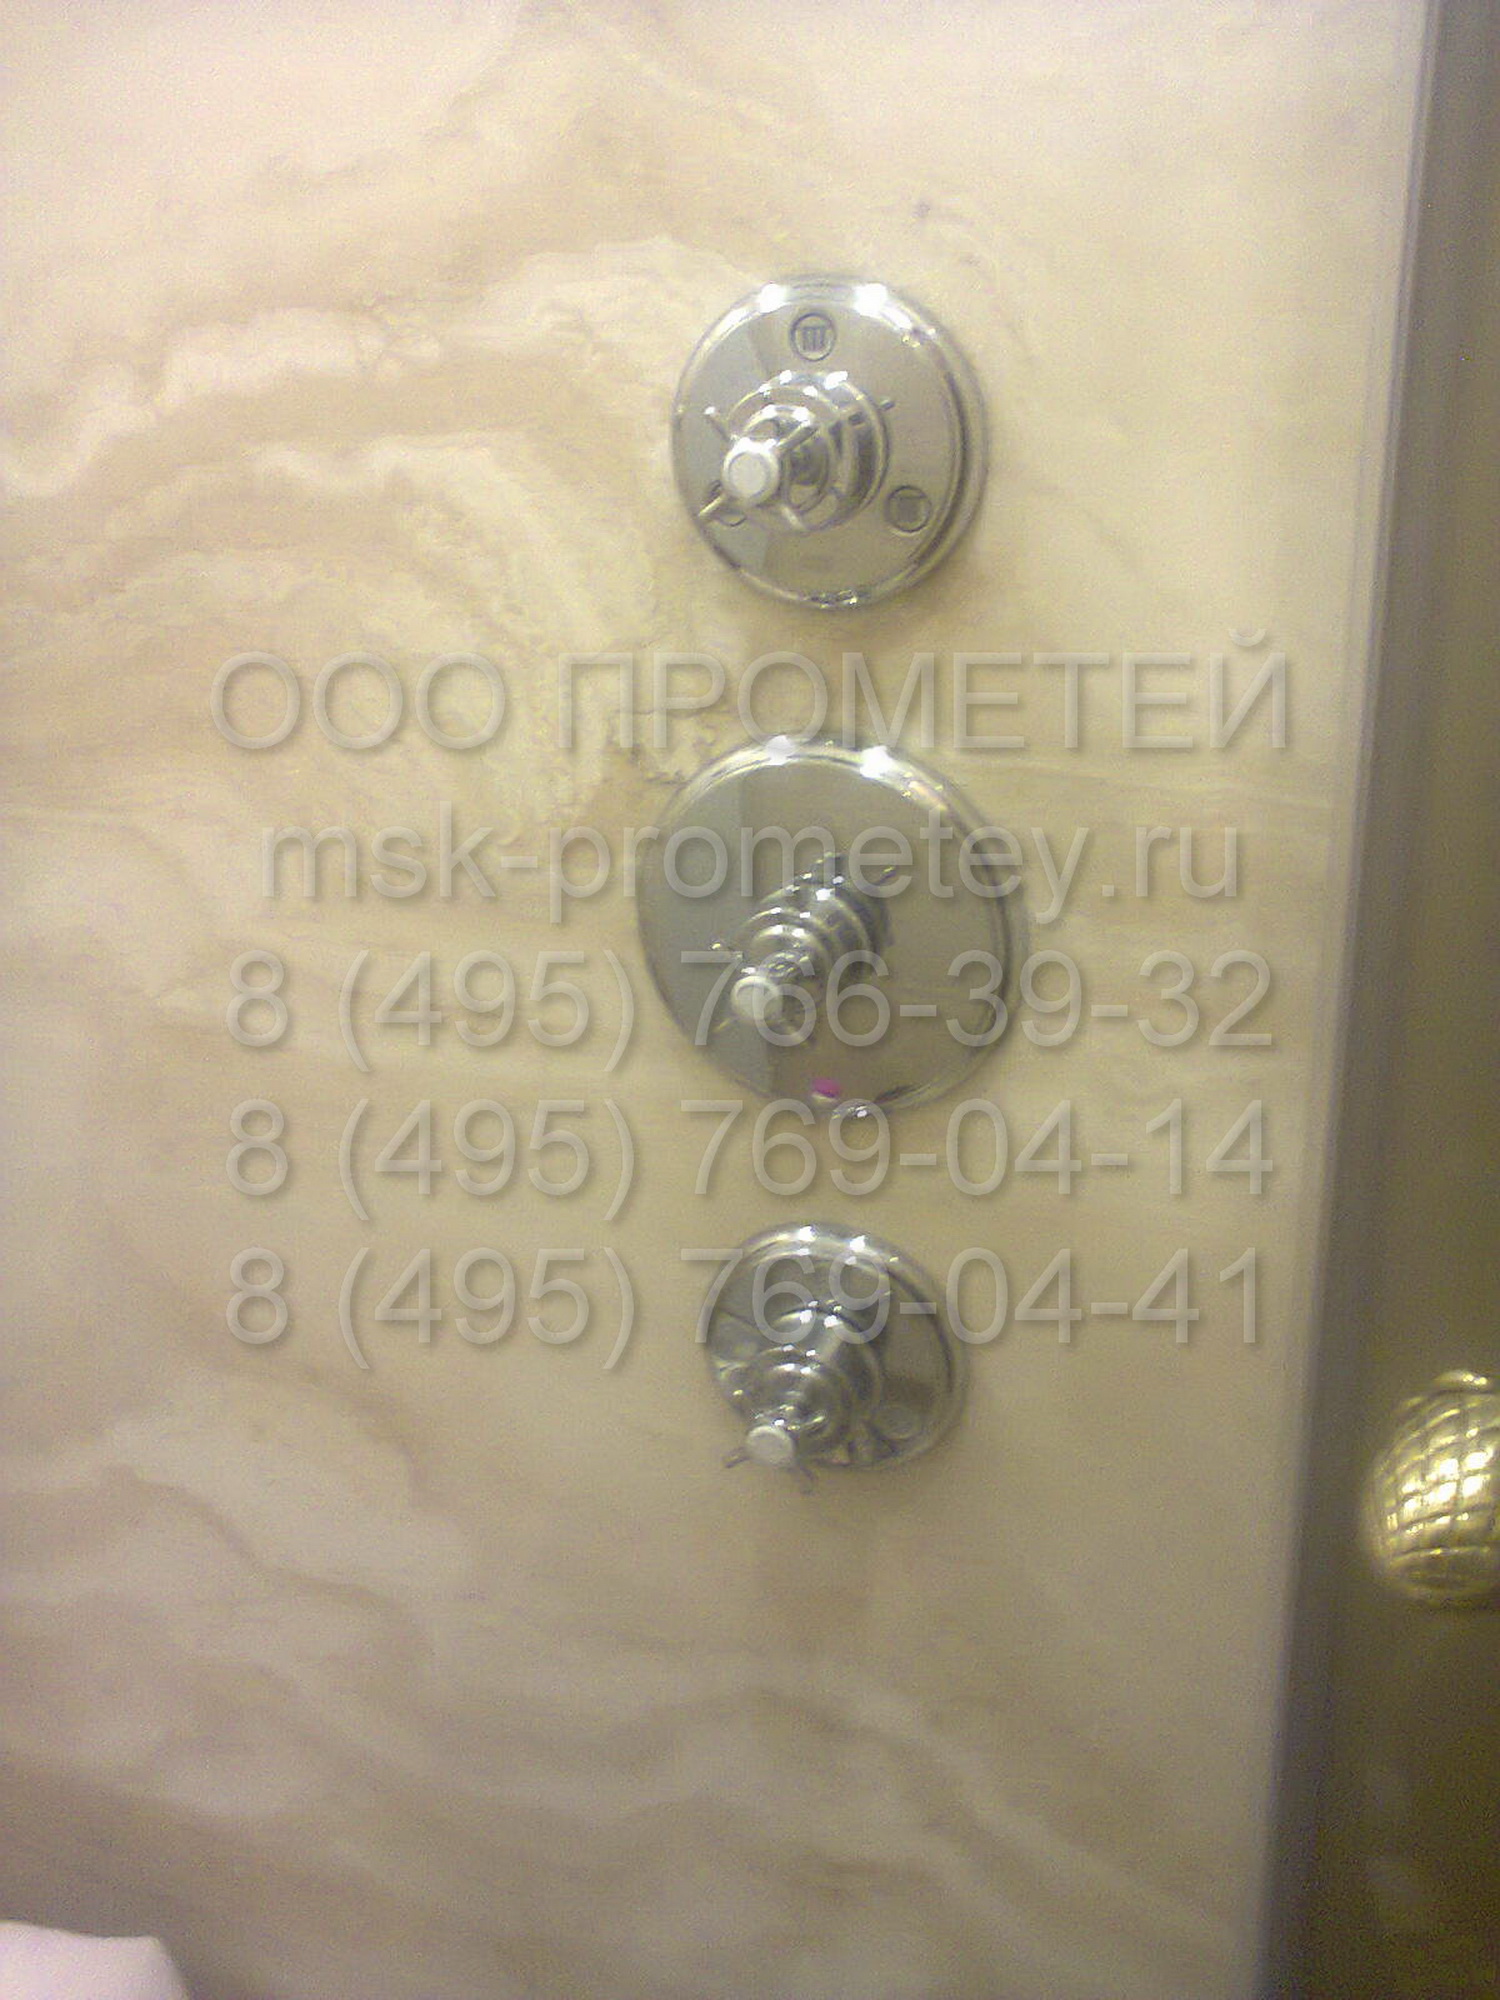 ООО ПРОМЕТЕЙ
msk-prometey.ru
8 (495) 766-39-32
8 (495) 769-04-14
8 (495) 769-04-41